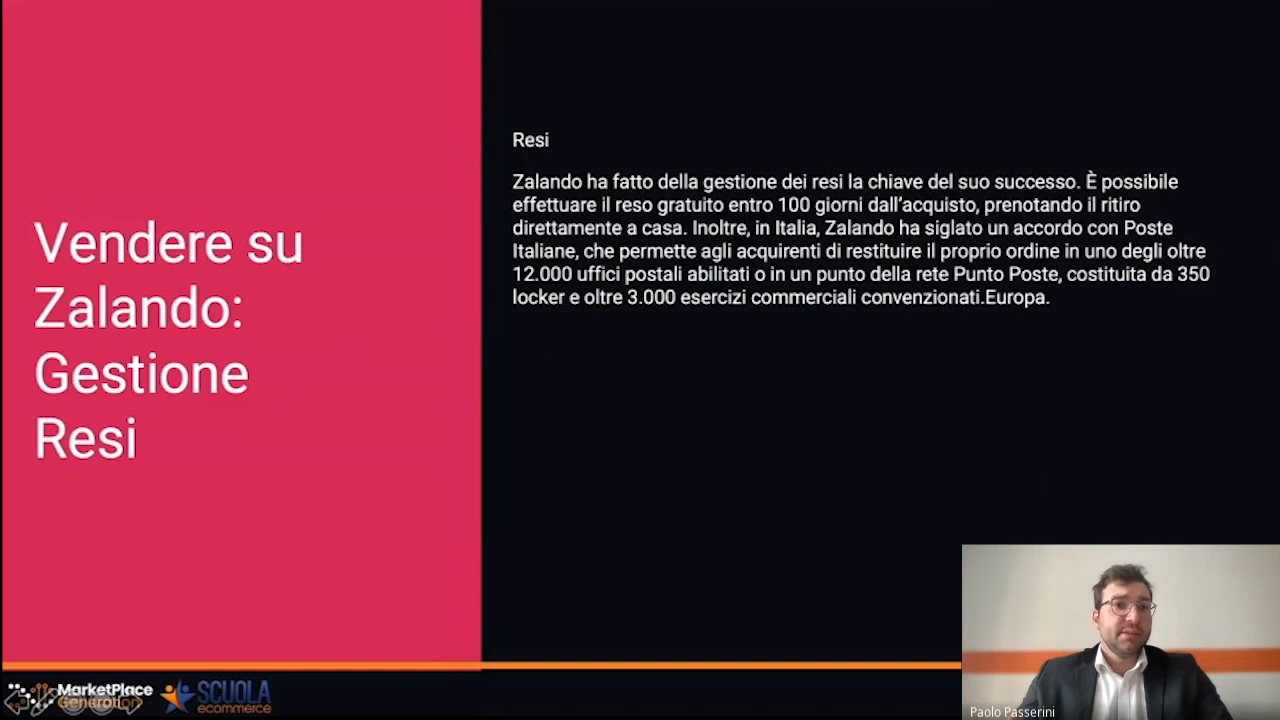 Vendere su
Zalando:
Gestione
Resi
Resi
Zalando ha fatto della gestione dei resi la chiave del suo successo. È possibile
effettuare il reso gratuito entro 100 giorni dall’acquisto, prenotando il ritiro
direttamente a casa. Inoltre, in Italia, Zalando ha siglato un accordo con Poste
Italiane, che permette agli acquirenti di restituire il proprio ordine in uno degli oltre
12.000 uffici postali abilitati o in un punto della rete Punto Poste, costituita da 350
locker e oltre 3.000 esercizi commerciali convenzionati.Europa.
MarketPlace
Generation
SCUOLA
ecommerce
Paolo Passerini